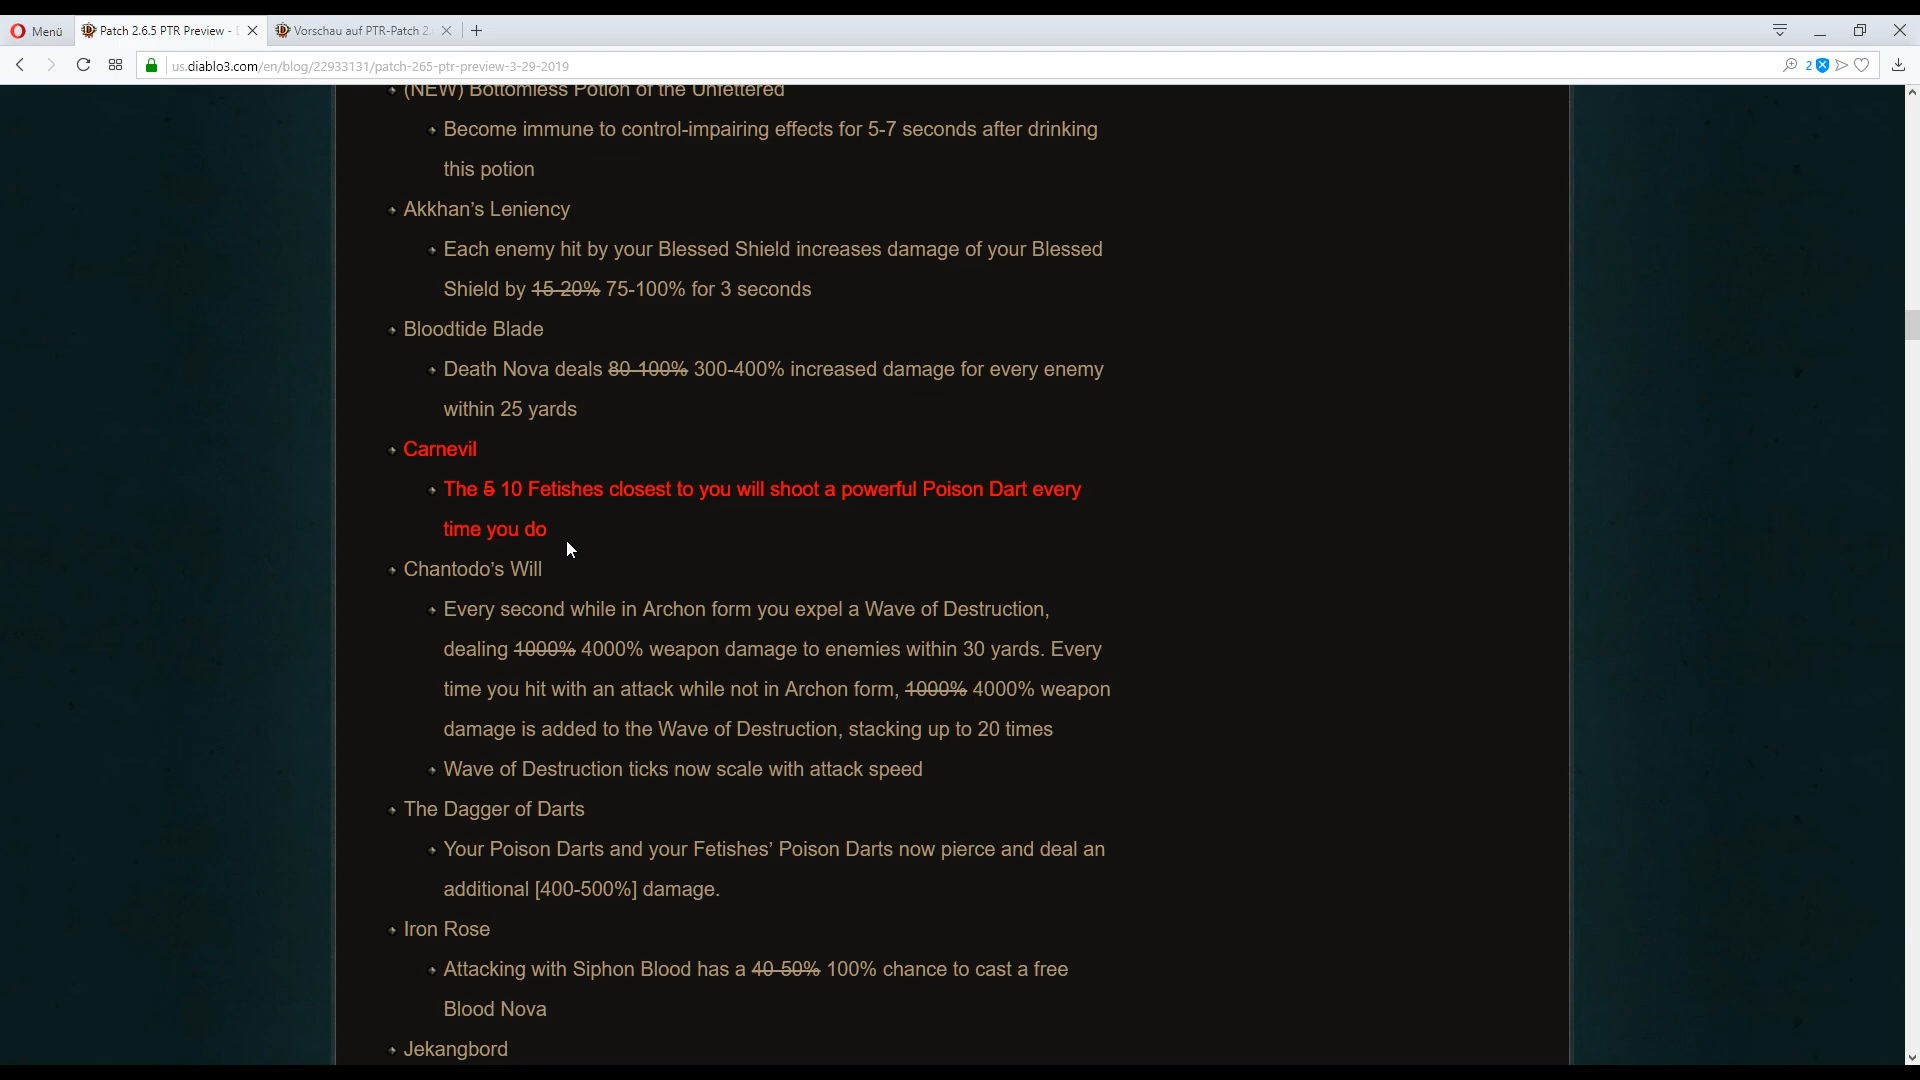 Menü
Patch 2.6.5 PTR Preview -
Vorschau auf PTR-Patch 2.
us.diablo3.com/en/blog/22933131/patch-265-ptr-preview-3-29-2019
2
(NEW) Bottomless Potion of the Unfettered
Become immune to control-impairing effects for 5-7 seconds after drinking
this potion
Akkhan’s Leniency
Each enemy hit by your Blessed Shield increases damage of your Blessed
Shield by 15-20% 75-100% for 3 seconds
Bloodtide Blade
Death Nova deals 80-100% 300-400% increased damage for every enemy
within 25 yards
Carnevil
The 5 10 Fetishes closest to you will shoot a powerful Poison Dart every
time you do
Chantodo’s Will
Every second while in Archon form you expel a Wave of Destruction,
dealing 1000% 4000% weapon damage to enemies within 30 yards. Every
time you hit with an attack while not in Archon form, 1000% 4000% weapon
damage is added to the Wave of Destruction, stacking up to 20 times
Wave of Destruction ticks now scale with attack speed
The Dagger of Darts
Your Poison Darts and your Fetishes’ Poison Darts now pierce and deal an
additional [400-500%] damage.
Iron Rose
Attacking with Siphon Blood has a 40-50% 100% chance to cast a free
Blood Nova
Jekangbord